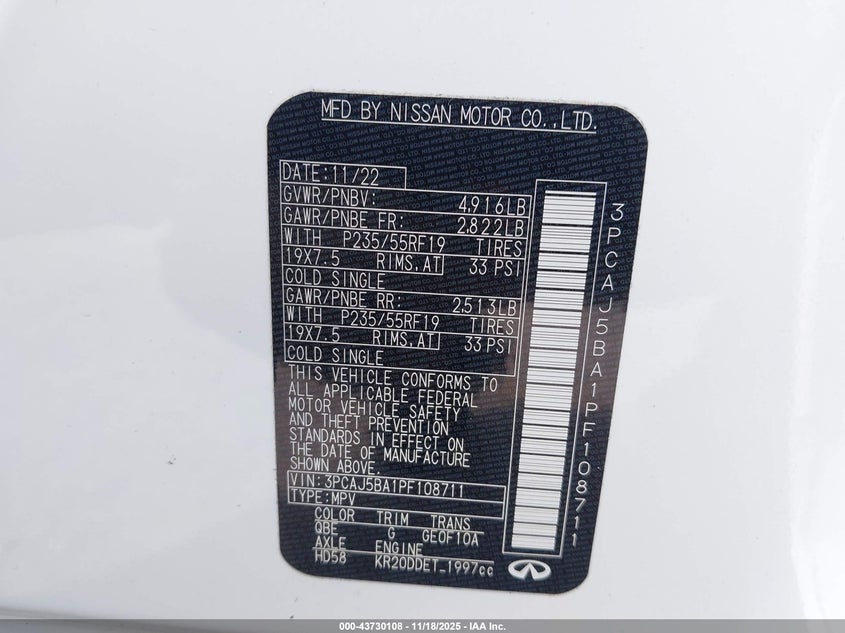 MFD BY NISSAN MOTOR CO.,LTD.
DATE:11/22
GVWR/PNBV: 4,916LB
GAWR/PNBE FR: 2,822LB
WITH P235/55RF19 TIRES
19X7.5 RIMS,AT 33 PSI
COLD SINGLE
GAWR/PNBE RR: 2,513LB
WITH P235/55RF19 TIRES
19X7.5 RIMS,AT 33 PSI
COLD SINGLE
THIS VEHICLE CONFORMS TO
ALL APPLICABLE FEDERAL
MOTOR VEHICLE SAFETY
AND THEFT PREVENTION
STANDARDS IN EFFECT ON
THE DATE OF MANUFACTURE
SHOWN ABOVE.
VIN:3PCAJ5BA1PF108711
TYPE:MPV
COLOR TRIM TRANS
QBE G GE0F10A
AXLE ENGINE
HD58 KR20DDET_1997cc
3PCAJ5BA1PF108711
000-43730108 - 11/18/2025 - IAA Inc.